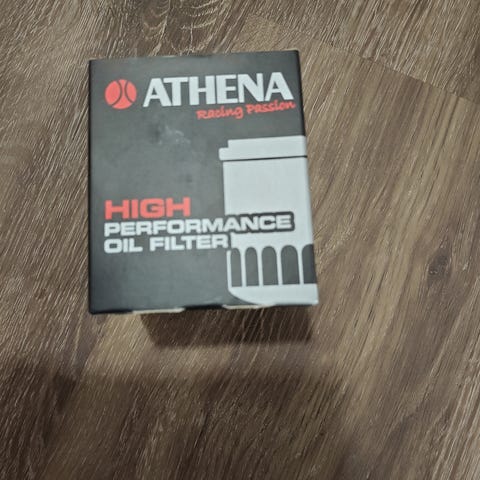 ATHENA
Racing Passion
HIGH
PERFORMANCE
OIL FILTER